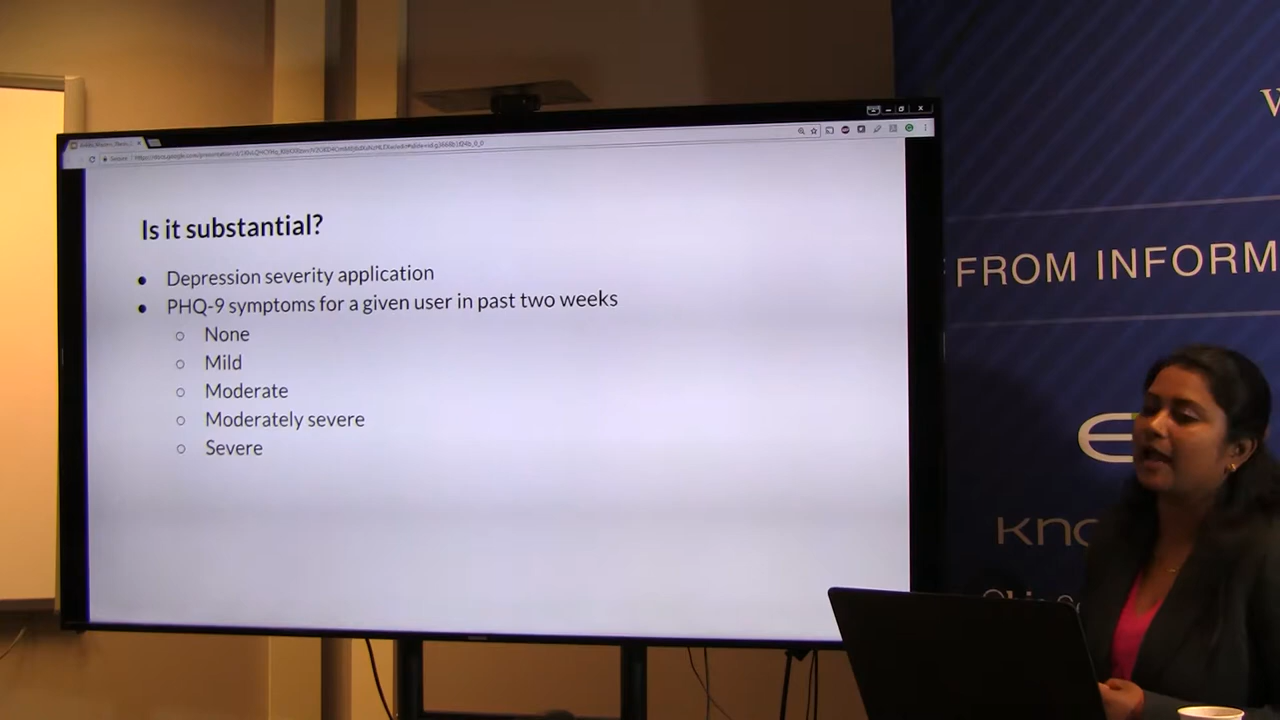 Is it substantial?
Depression severity application
PHQ-9 symptoms for a given user in past two weeks
None
Mild
Moderate
Moderately severe
Severe
FROM INFORM